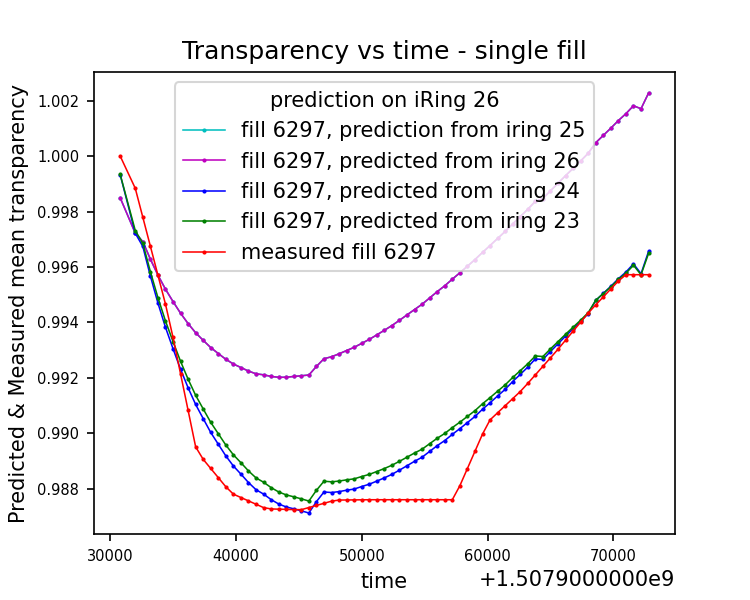 Transparency vs time - single fill
Predicted & Measured mean transparency
1.002
1.000
0.998
0.996
0.994
0.992
0.990
0.988
prediction on iRing 26
fill 6297, prediction from iring 25
fill 6297, predicted from iring 26
fill 6297, predicted from iring 24
fill 6297, predicted from iring 23
measured fill 6297
30000 40000 50000 60000 70000
time
+1.5079000000e9